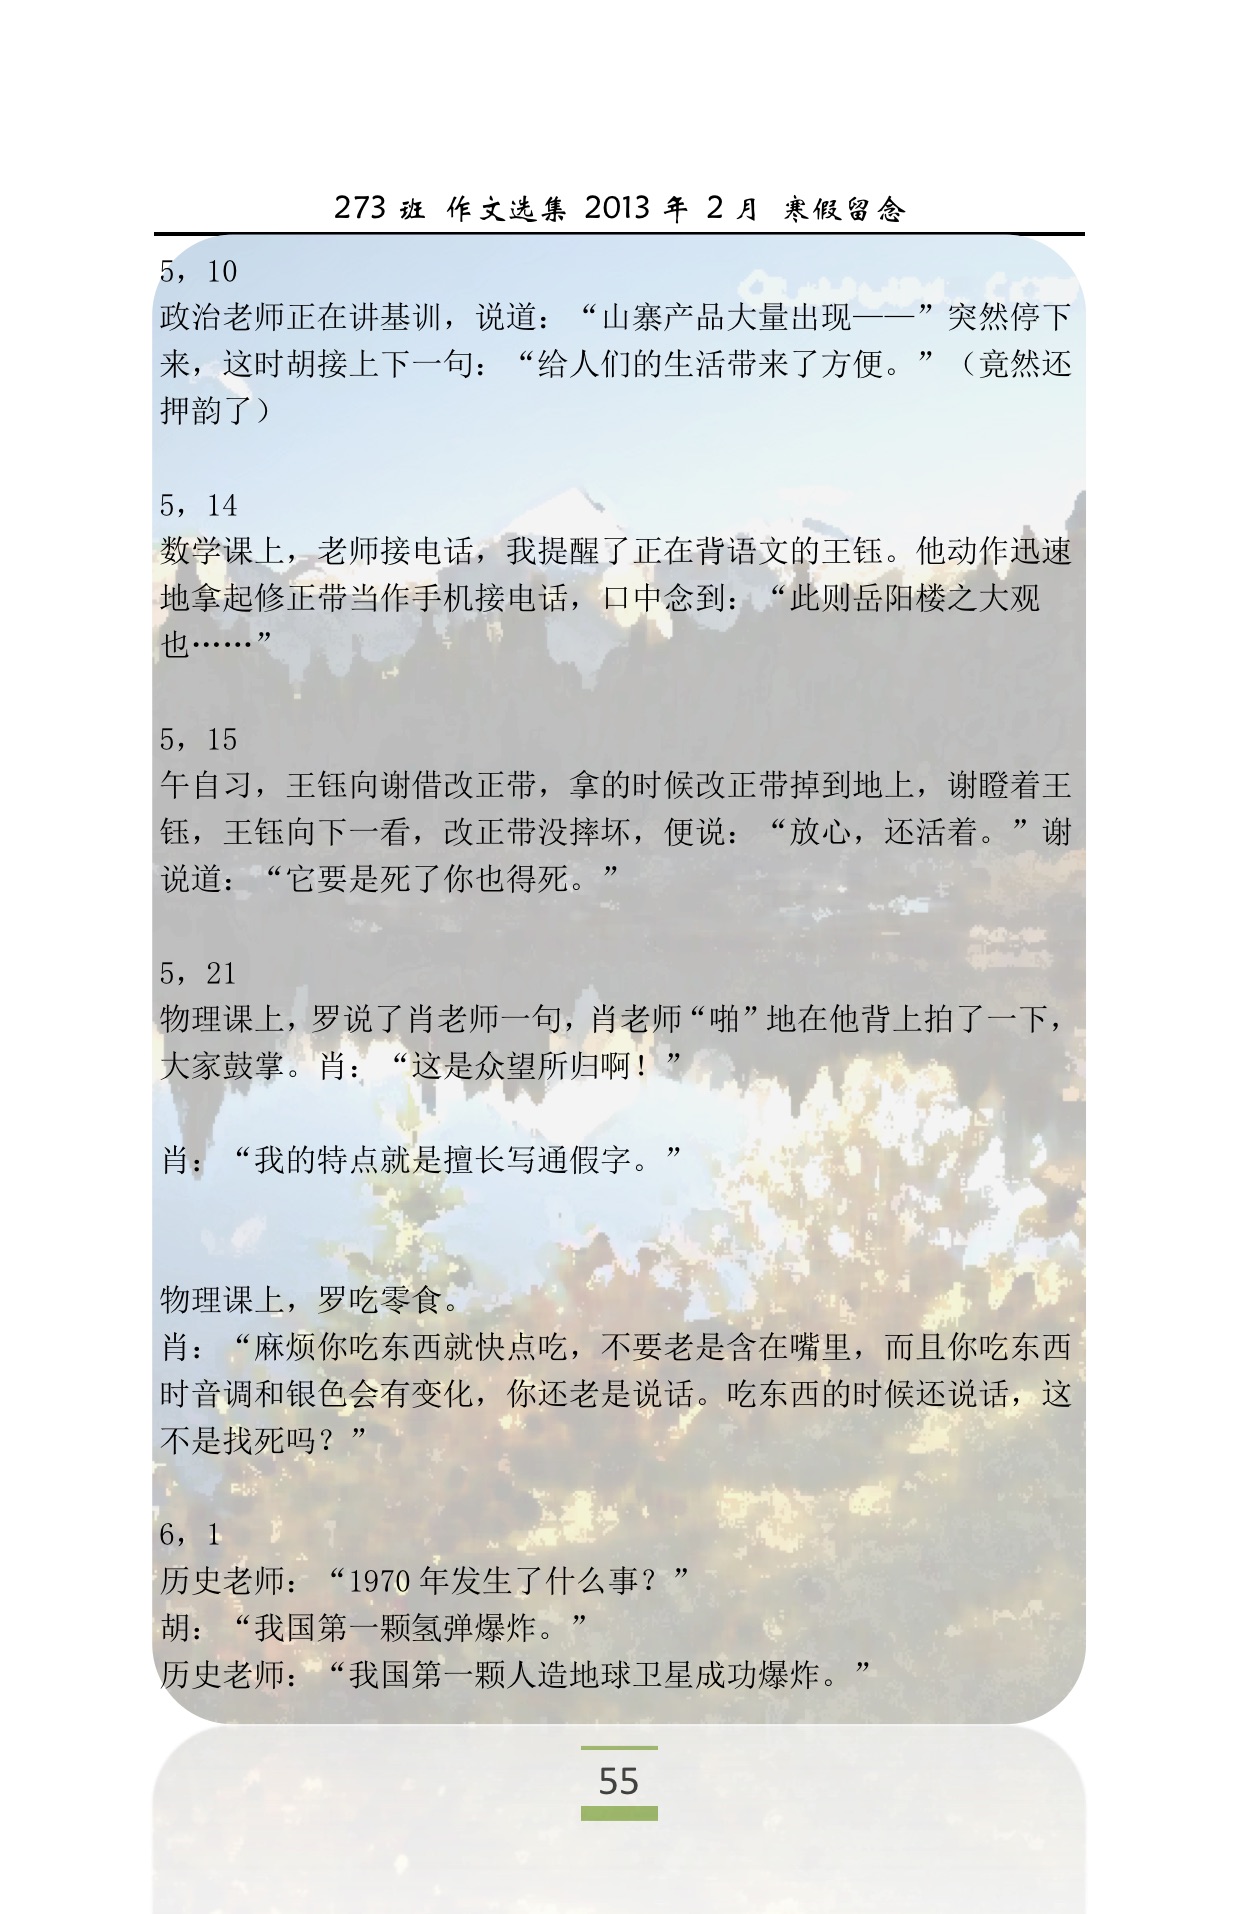 273 班 作文选集 2013 年 2 月 寒假留念
5，10
政治老师正在讲基训，说道：“山寨产品大量出现——”突然停下
来，这时胡接上下一句：“给人们的生活带来了方便。”（竟然还
押韵了）
5，14
数学课上，老师接电话，我提醒了正在背语文的王钰。他动作迅速
地拿起修正带当作手机接电话，口中念到：“此则岳阳楼之大观
也……”
5，15
午自习，王钰向谢借改正带，拿的时候改正带掉到地上，谢瞪着王
钰，王钰向下一看，改正带没摔坏，便说：“放心，还活着。”谢
说道：“它要是死了你也得死。”
5，21
物理课上，罗说了肖老师一句，肖老师“啪”地在他背上拍了一下，
大家鼓掌。肖：“这是众望所归啊！”
肖：“我的特点就是擅长写通假字。”
物理课上，罗吃零食。
肖：“麻烦你吃东西就快点吃，不要老是含在嘴里，而且你吃东西
时音调和银色会有变化，你还老是说话。吃东西的时候还说话，这
不是找死吗？”
6，1
历史老师：“1970 年发生了什么事？”
胡：“我国第一颗氢弹爆炸。”
历史老师：“我国第一颗人造地球卫星成功爆炸。”
55